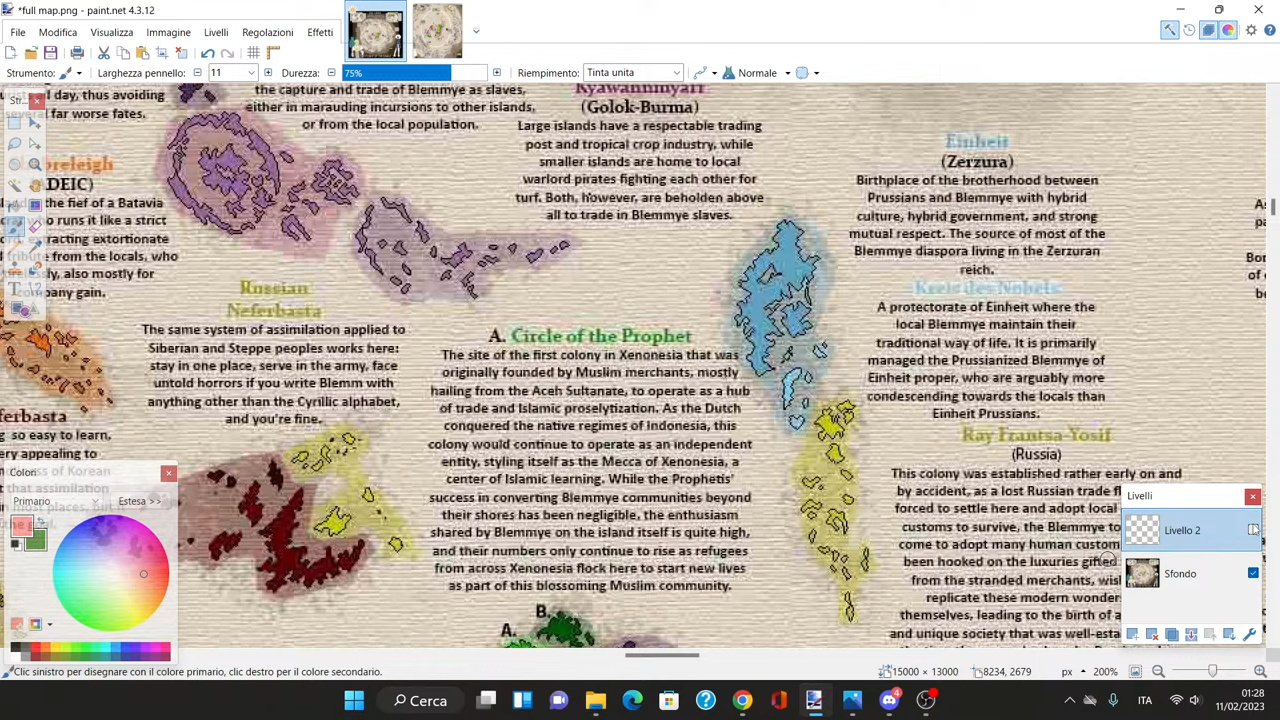 *full map.png - paint.net 4.3.12
File Modifica Visualizza Immagine Livelli Regolazioni Effetti
Strumento: Larghezza pennello: 11 Durezza: 75% Riempimento: Tinta unita Normale
l day, thus avoiding
several far worse fates.
the capture and trade of Blemmye as slaves,
either in marauding incursions to other islands,
or from the local population.
(Golok-Burma)
Large islands have a respectable trading
post and tropical crop industry, while
smaller islands are home to local
warlord pirates fighting each other for
turf. Both, however, are beholden above
all to trade in Blemmye slaves.
Einheit
(Zerzura)
Birthplace of the brotherhood between
Prussians and Blemmye with hybrid
culture, hybrid government, and strong
mutual respect. The source of most of the
Blemmye diaspora living in the Zerzuran
reich.
Kreis des Nobels
A protectorate of Einheit where the
local Blemmye maintain their
traditional way of life. It is primarily
managed the Prussianized Blemmye of
Einheit proper, who are arguably more
condescending towards the locals than
Einheit Prussians.
Ray Frantsa-Yosif
(Russia)
This colony was established rather early on and
by accident, as a lost Russian trade fl
forced to settle here and adopt local
customs to survive, the Blemmye to
come to adopt many human custom
been hooked on the luxuries gifted
from the stranded merchants, wis
replicate these modern wonder
themselves, leading to the birth of a
and unique society that was well-esta
oreleigh
DEIC)
the fief of a Batavia
o runs it like a strict
racting extortionate
ribute from the locals, who
ly, also mostly for
ompany gain.
Russian
Neferbasta
The same system of assimilation applied to
Siberian and Steppe peoples works here:
stay in one place, serve in the army, face
untold horrors if you write Blemm with
anything other than the Cyrillic alphabet,
and you're fine.
A. Circle of the Prophet
The site of the first colony in Xenonesia that was
originally founded by Muslim merchants, mostly
hailing from the Aceh Sultanate, to operate as a hub
of trade and Islamic proselytization. As the Dutch
conquered the native regimes of Indonesia, this
colony would continue to operate as an independent
entity, styling itself as the Mecca of Xenonesia, a
center of Islamic learning. While the Prophetis'
success in converting Blemmye communities beyond
their shores has been negligible, the enthusiasm
shared by Blemmye on the island itself is quite high,
and their numbers only continue to rise as refugees
from across Xenonesia flock here to start new lives
as part of this blossoming Muslim community.
B.
A.
ferbasta
so easy to learn,
ery appealing to
ss of Korean
that assimilation
Colori
Primario Estesa >>
Livelli
Livello 2
Sfondo
Clic sinistro per disegnare con il colore primario, clic destro per il colore secondario.
15000 × 13000 8234, 2679 px 200%
Cerca
4
ITA
01:28
11/02/2023